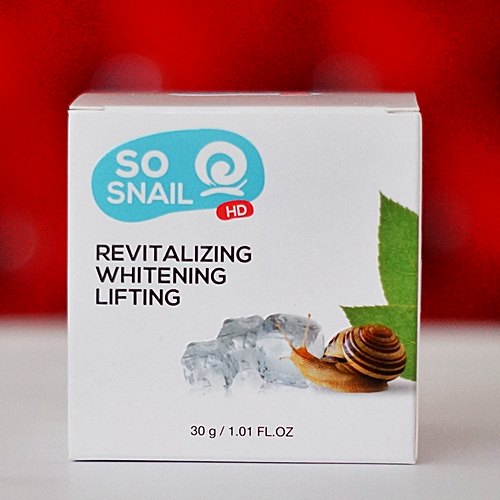 SO
SNAIL
HD
REVITALIZING
WHITENING
LIFTING
30 g / 1.01 FL.OZ